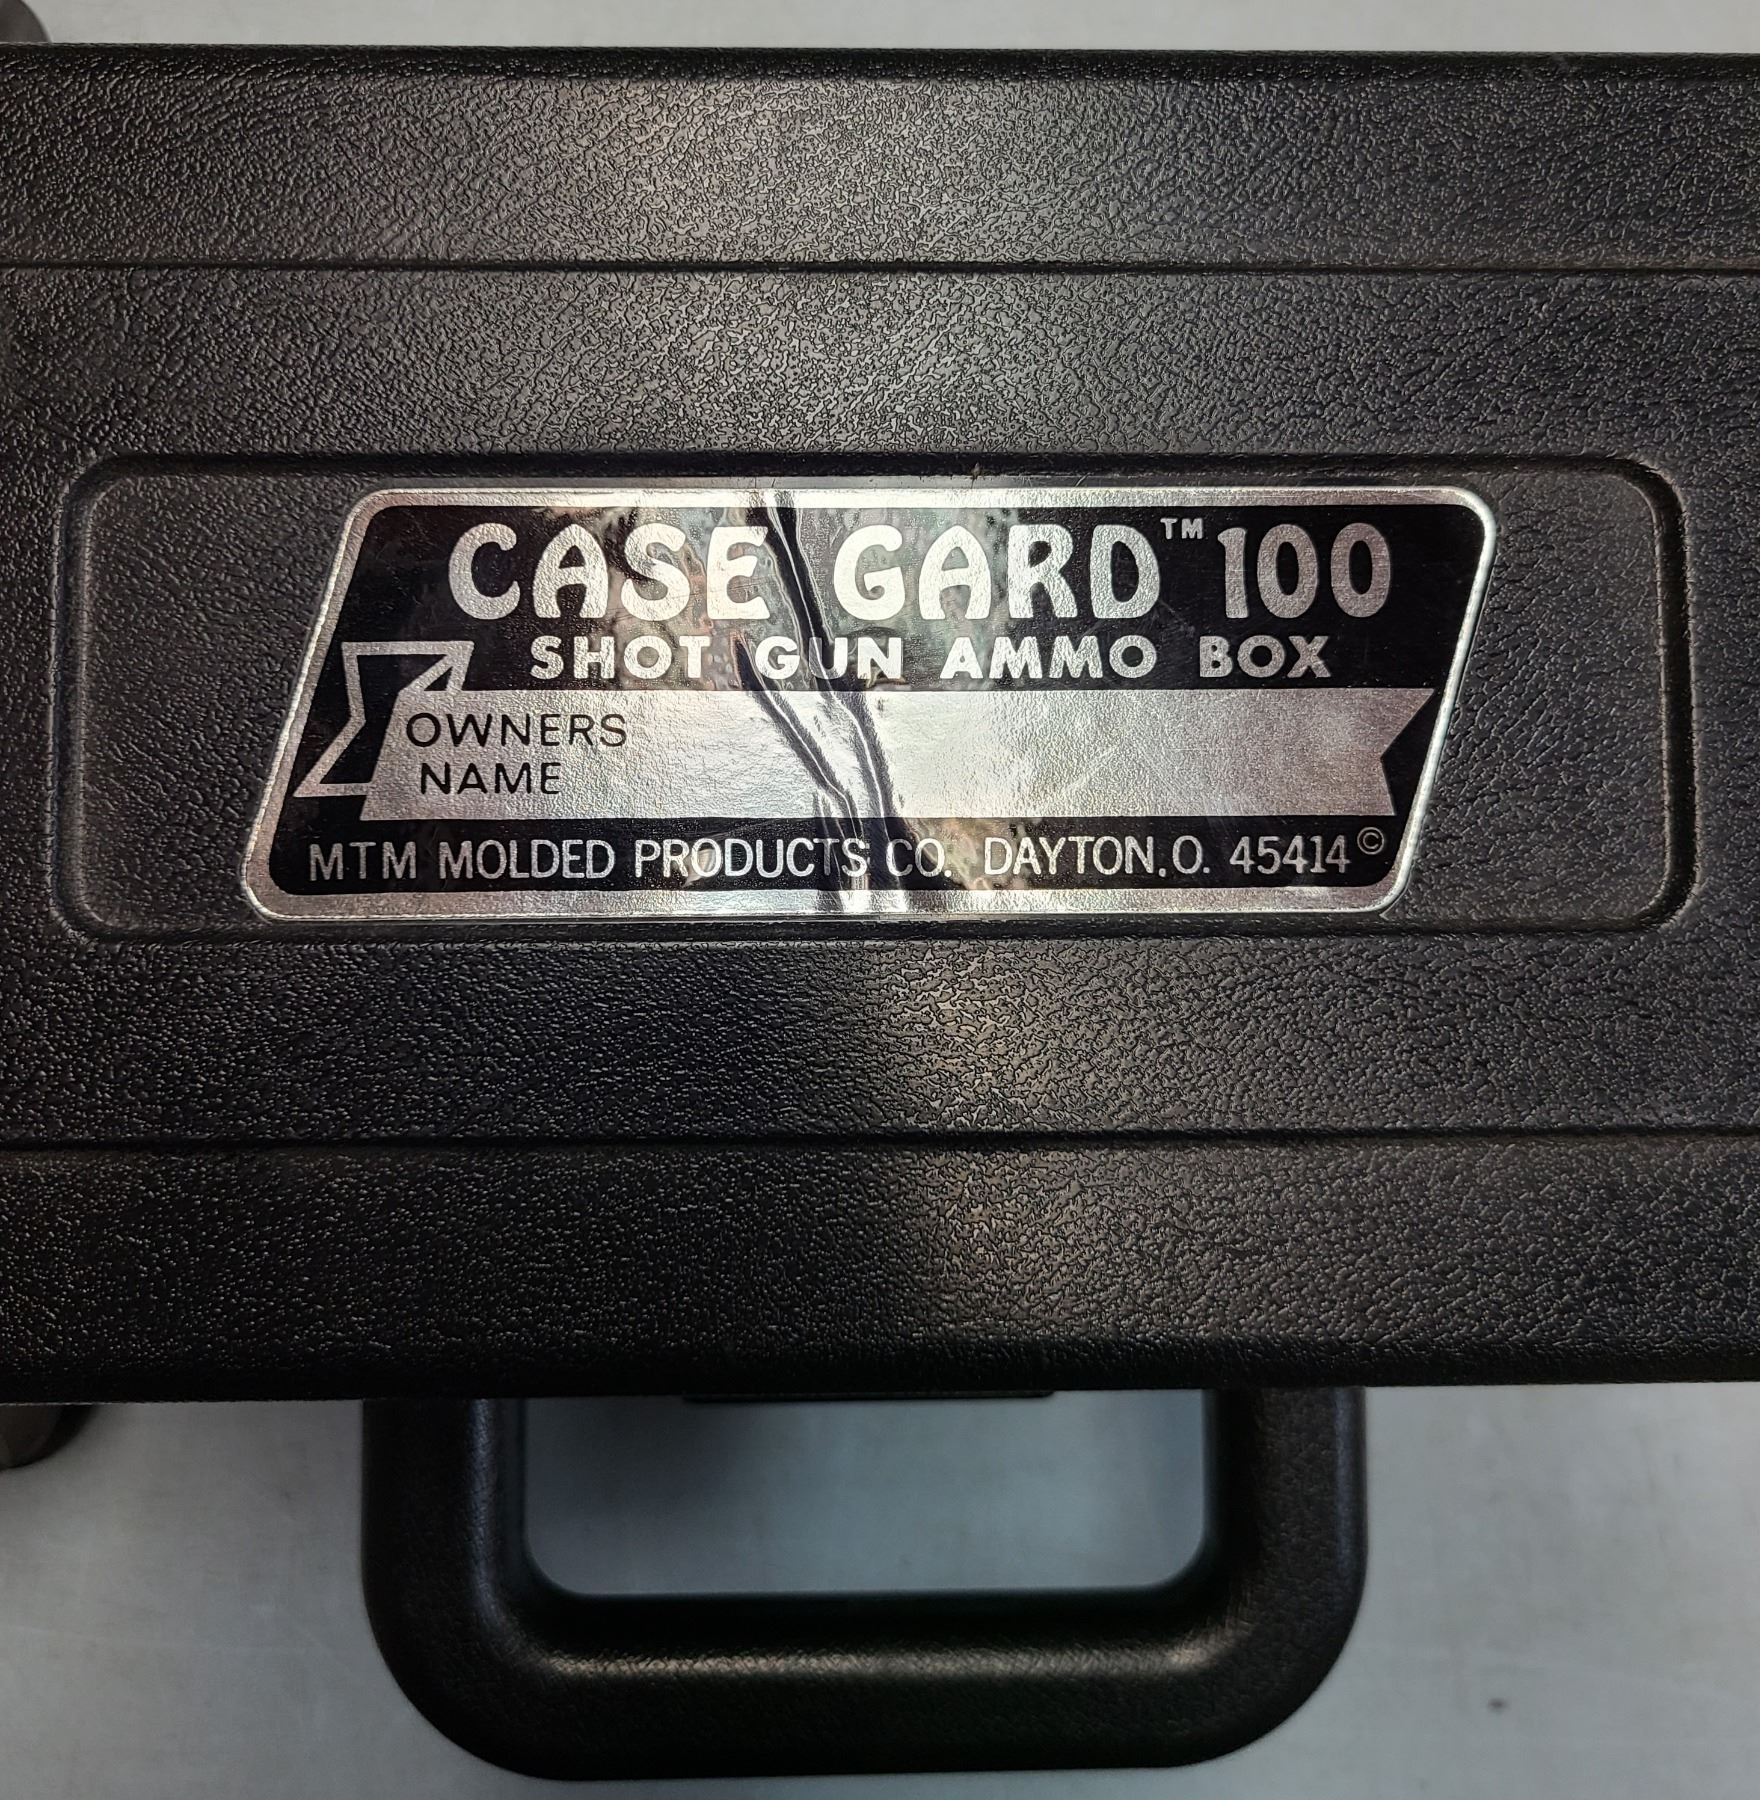 CASE GARD™ 100
SHOT GUN AMMO BOX
OWNERS
NAME
MTM MOLDED PRODUCTS CO. DAYTON, O. 45414©